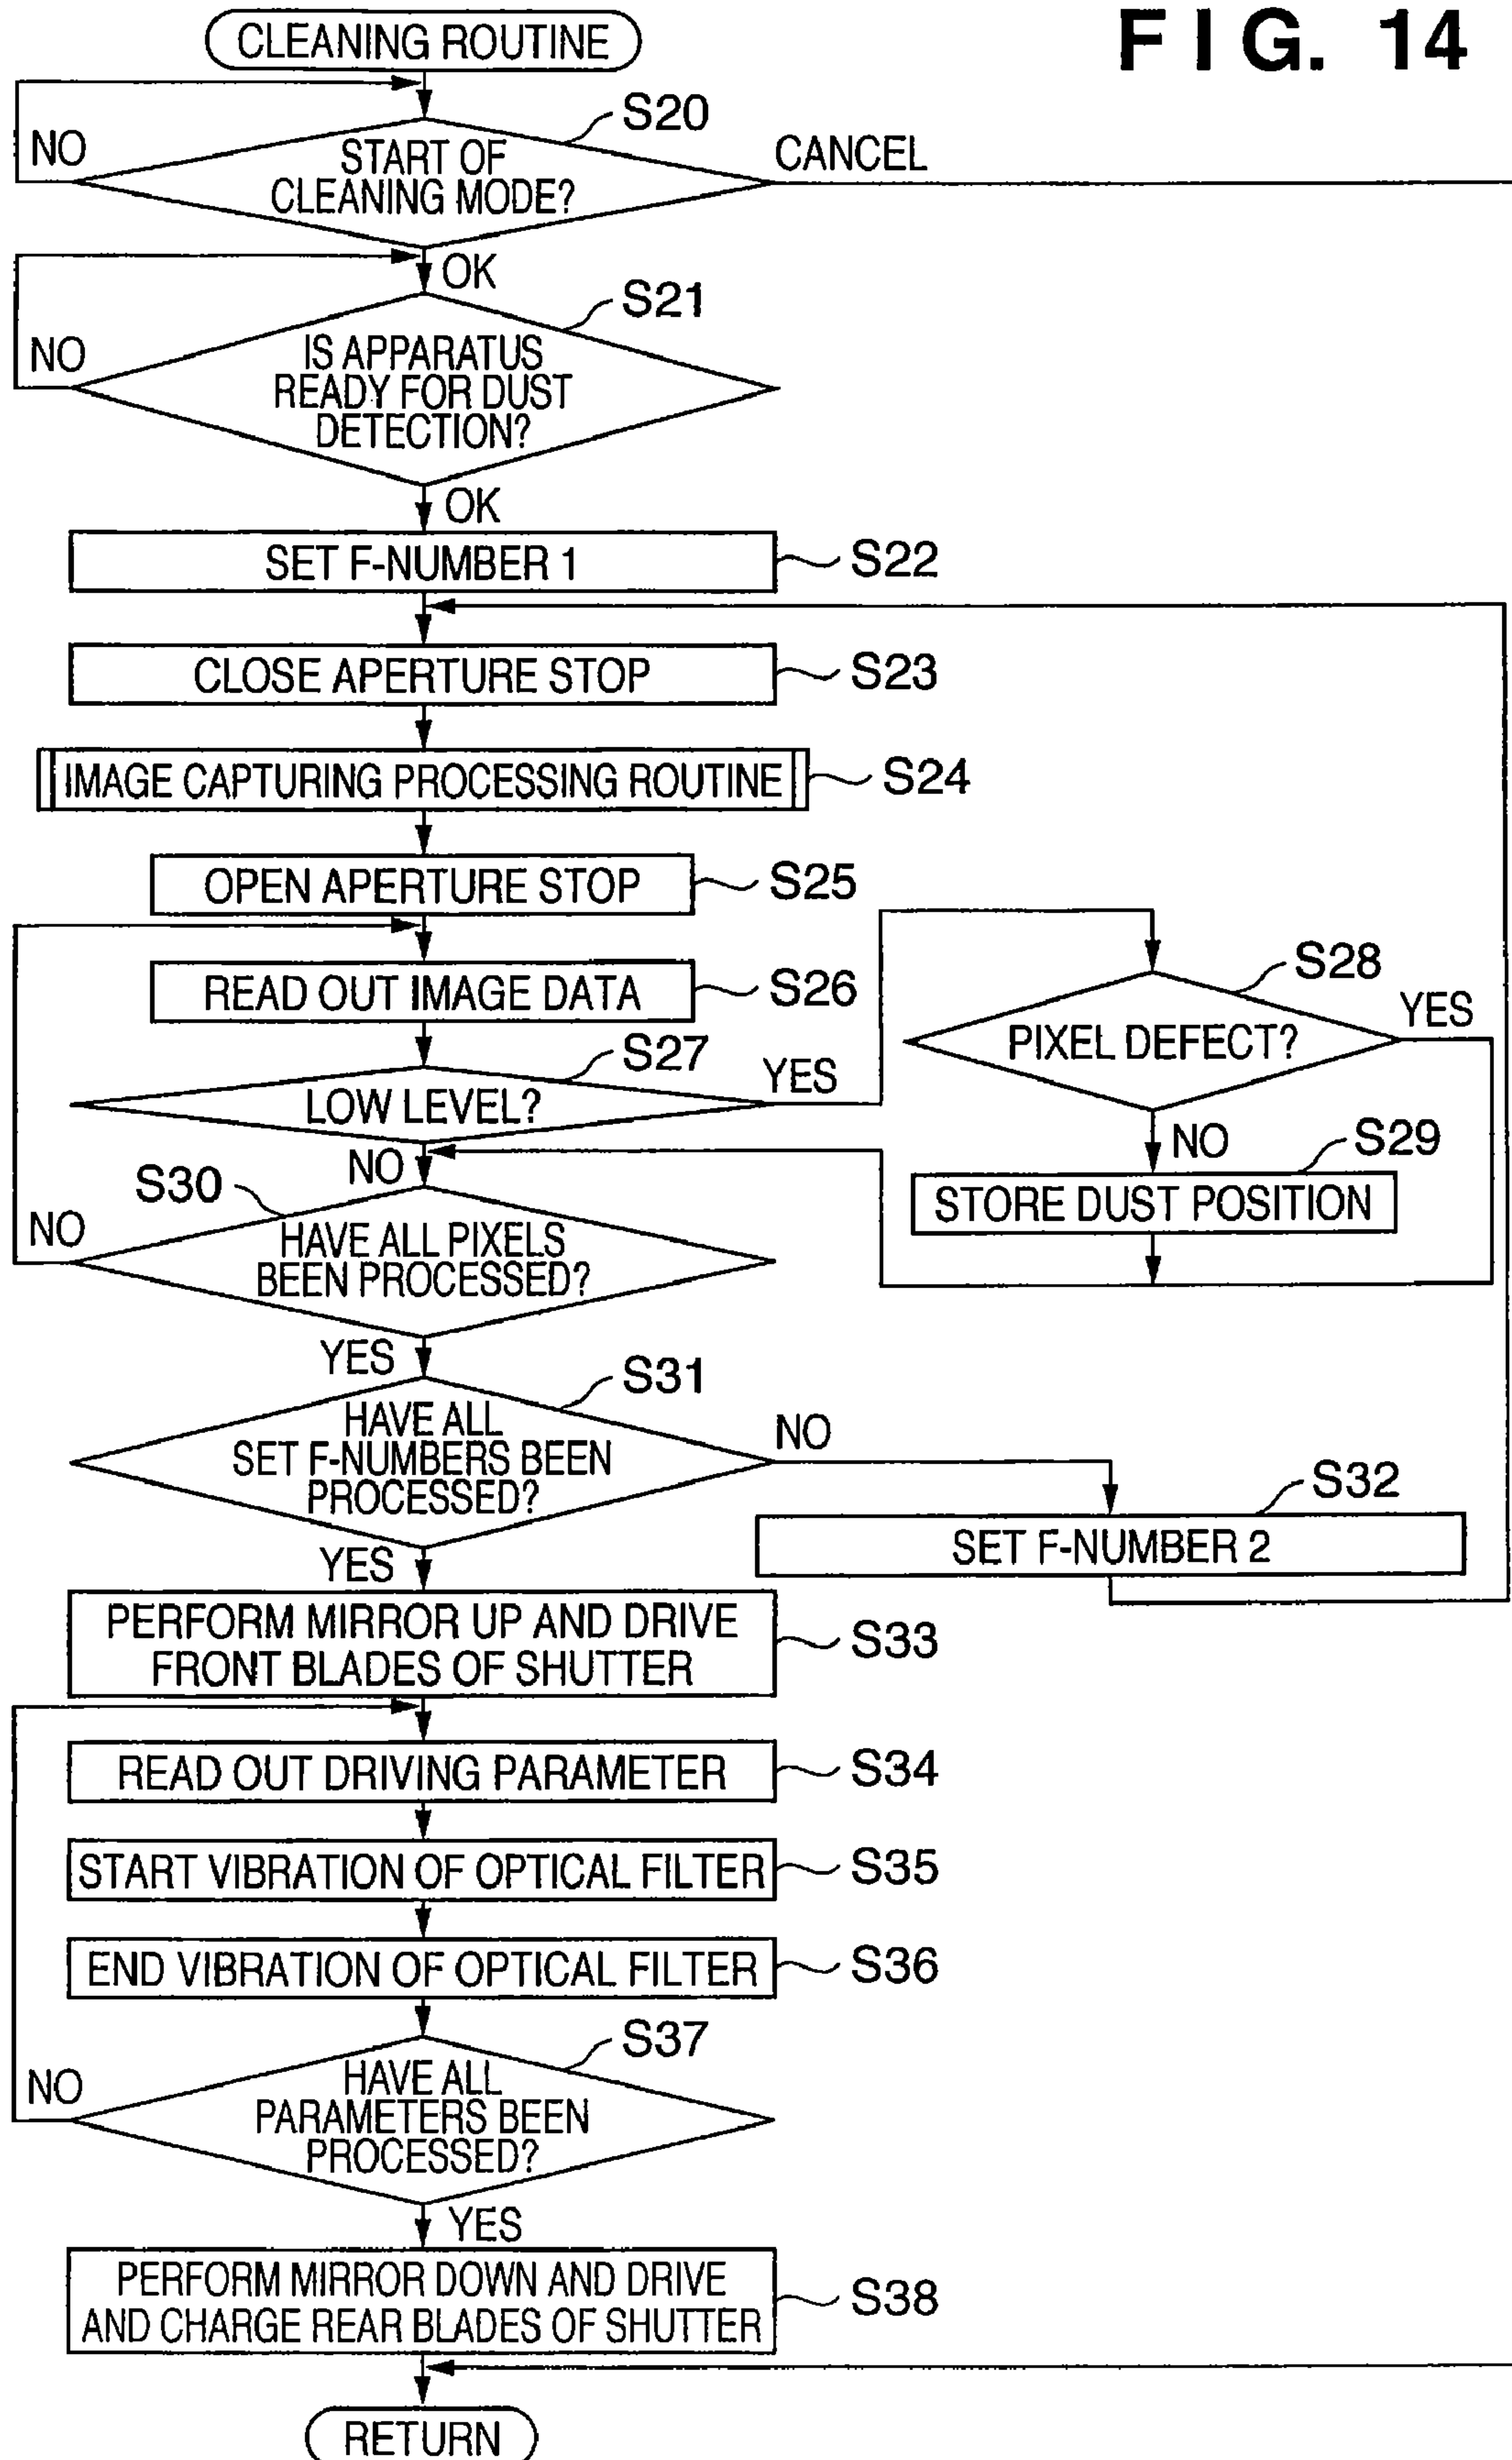 FIG. 14
CLEANING ROUTINE
S20
NO
START OF
CLEANING MODE?
CANCEL
OK
S21
NO
IS APPARATUS
READY FOR DUST
DETECTION?
OK
SET F-NUMBER 1
S22
CLOSE APERTURE STOP
S23
IMAGE CAPTURING PROCESSING ROUTINE
S24
OPEN APERTURE STOP
S25
READ OUT IMAGE DATA
S26
S27
LOW LEVEL?
YES
S28
PIXEL DEFECT?
YES
NO
S29
STORE DUST POSITION
NO
S30
NO
HAVE ALL PIXELS
BEEN PROCESSED?
YES
S31
HAVE ALL
SET F-NUMBERS BEEN
PROCESSED?
NO
S32
SET F-NUMBER 2
YES
PERFORM MIRROR UP AND DRIVE
FRONT BLADES OF SHUTTER
S33
READ OUT DRIVING PARAMETER
S34
START VIBRATION OF OPTICAL FILTER
S35
END VIBRATION OF OPTICAL FILTER
S36
S37
NO
HAVE ALL
PARAMETERS BEEN
PROCESSED?
YES
PERFORM MIRROR DOWN AND DRIVE
AND CHARGE REAR BLADES OF SHUTTER
S38
RETURN